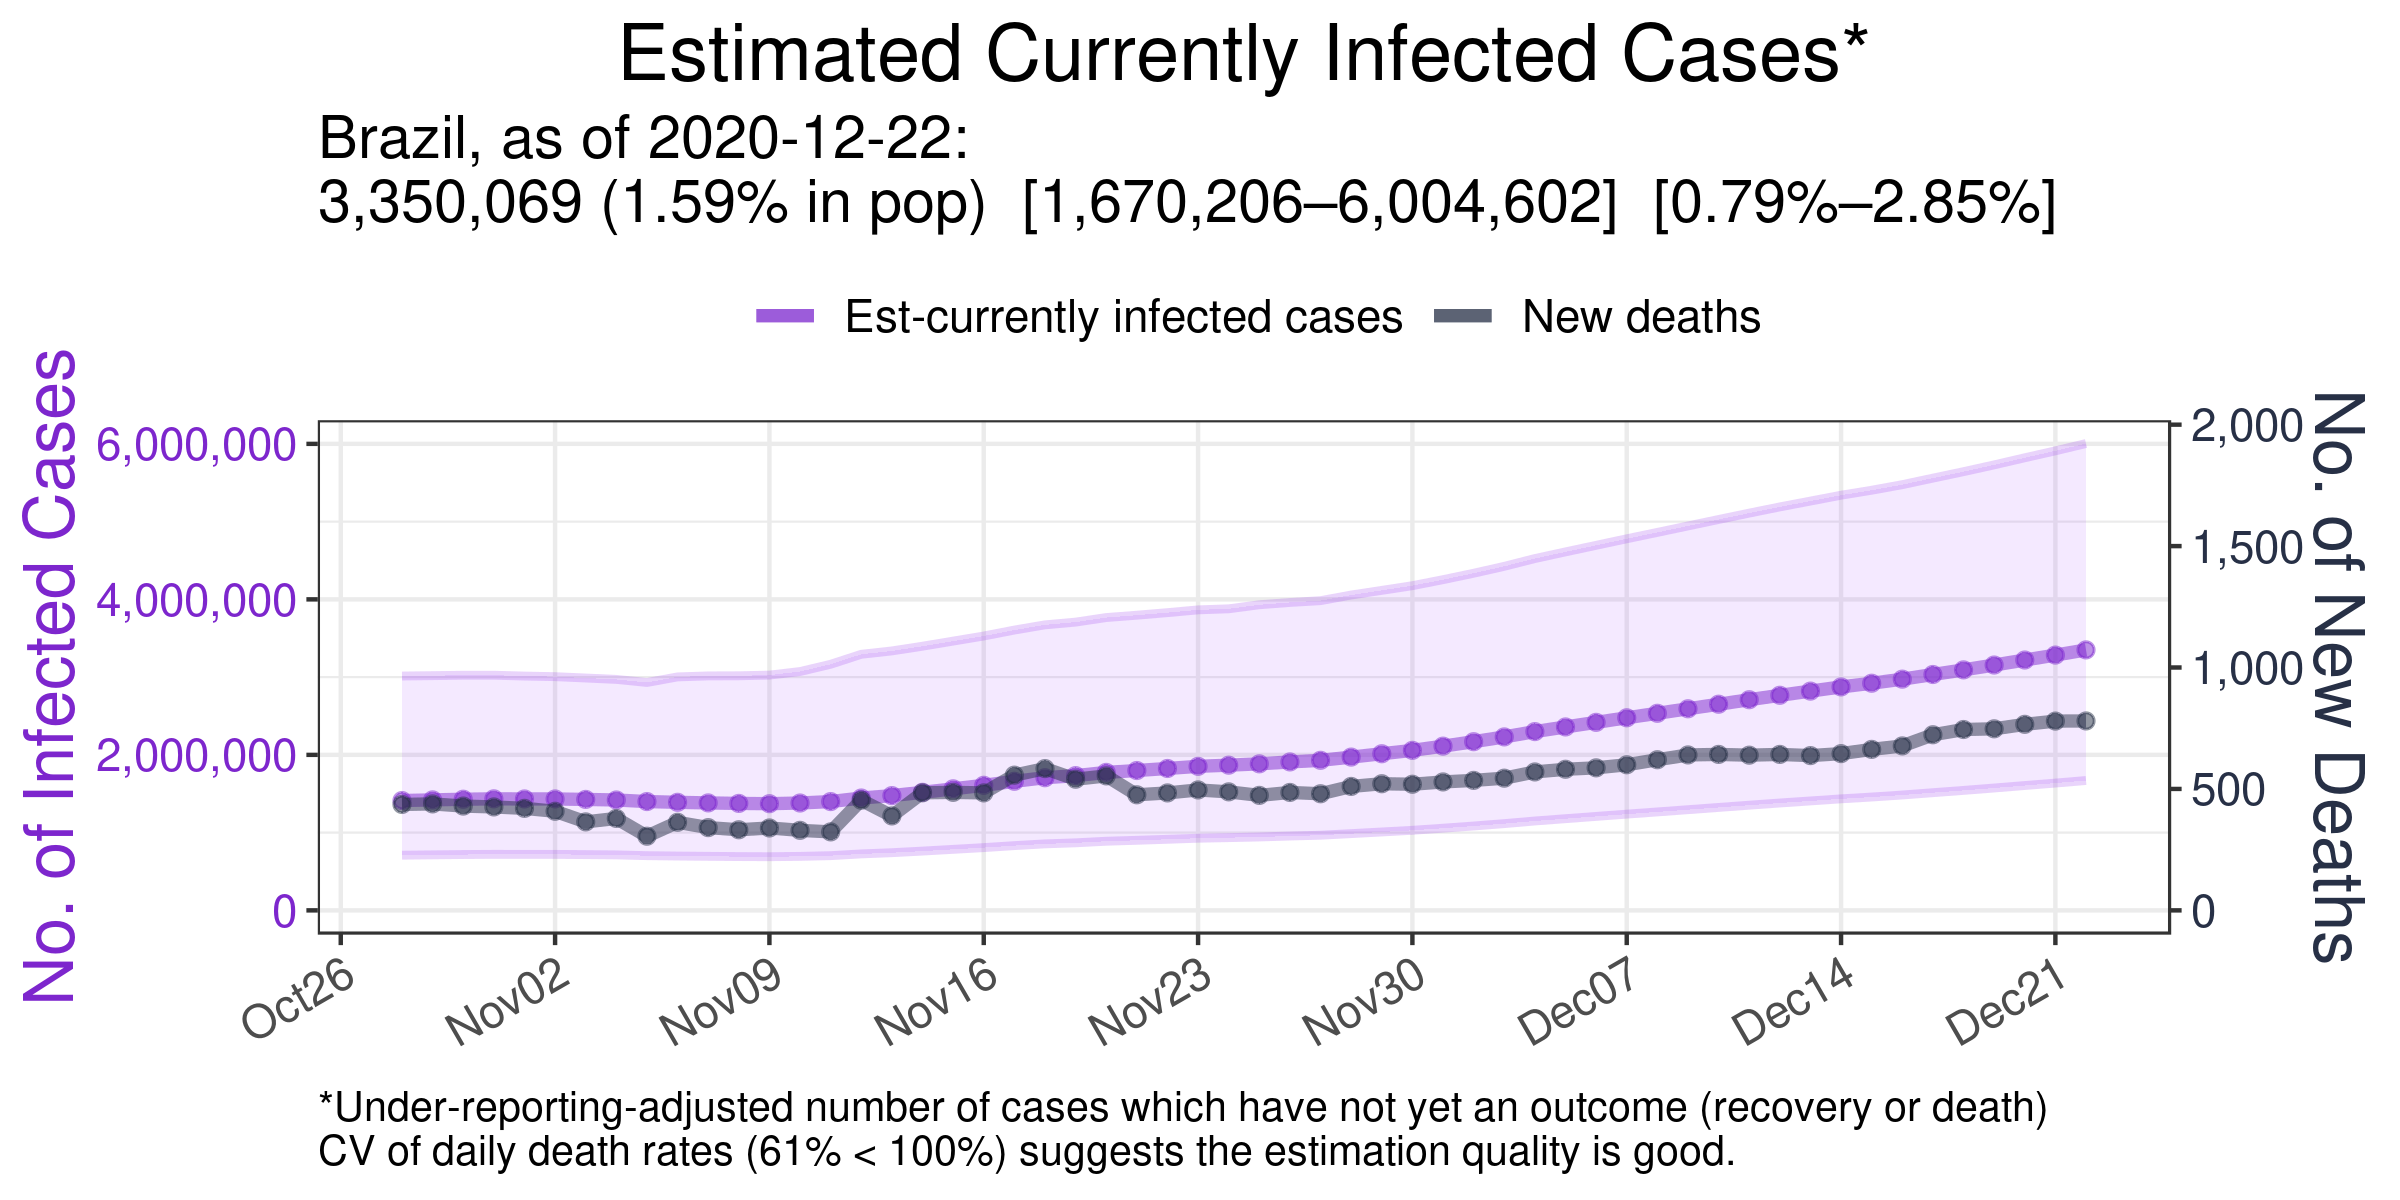 Estimated Currently Infected Cases*
Brazil, as of 2020-12-22:
3,350,069 (1.59% in pop)  [1,670,206–6,004,602]  [0.79%–2.85%]
Est-currently infected cases
New deaths
No. of Infected Cases
6,000,000
4,000,000
2,000,000
0
2,000
1,500
1,000
500
0
No. of New Deaths
Oct26
Nov02
Nov09
Nov16
Nov23
Nov30
Dec07
Dec14
Dec21
*Under-reporting-adjusted number of cases which have not yet an outcome (recovery or death)
CV of daily death rates (61% < 100%) suggests the estimation quality is good.